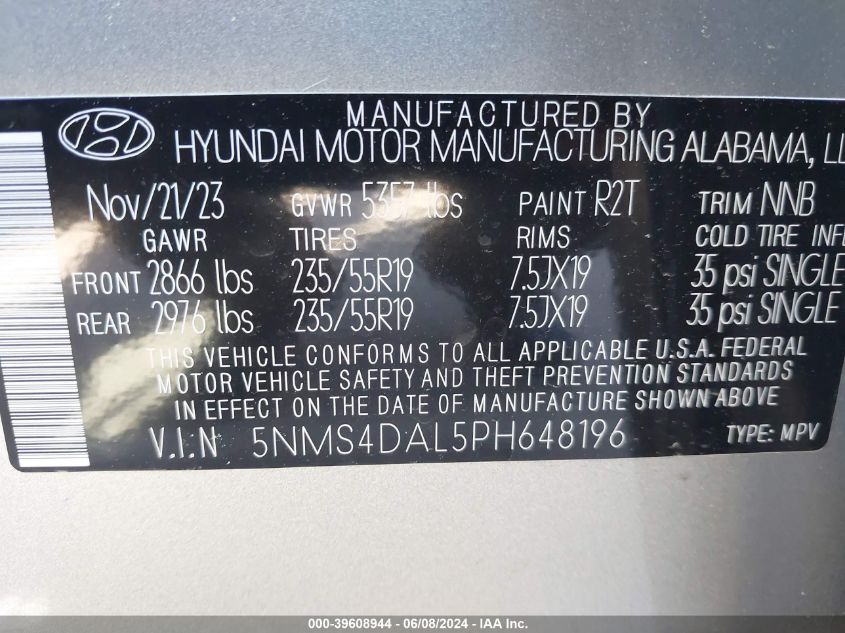 MANUFACTURED BY
HYUNDAI MOTOR MANUFACTURING ALABAMA, LL
Nov/21/23 GVWR 5357 lbs PAINT R2T TRIM NNB
GAWR TIRES RIMS COLD TIRE INFL
FRONT 2866 lbs 235/55R19 7.5JX19 35 psi SINGLE
REAR 2976 lbs 235/55R19 7.5JX19 35 psi SINGLE
THIS VEHICLE CONFORMS TO ALL APPLICABLE U.S.A. FEDERAL
MOTOR VEHICLE SAFETY AND THEFT PREVENTION STANDARDS
IN EFFECT ON THE DATE OF MANUFACTURE SHOWN ABOVE
V.I.N 5NMS4DAL5PH648196 TYPE: MPV
000-39608944 - 06/08/2024 - IAA Inc.